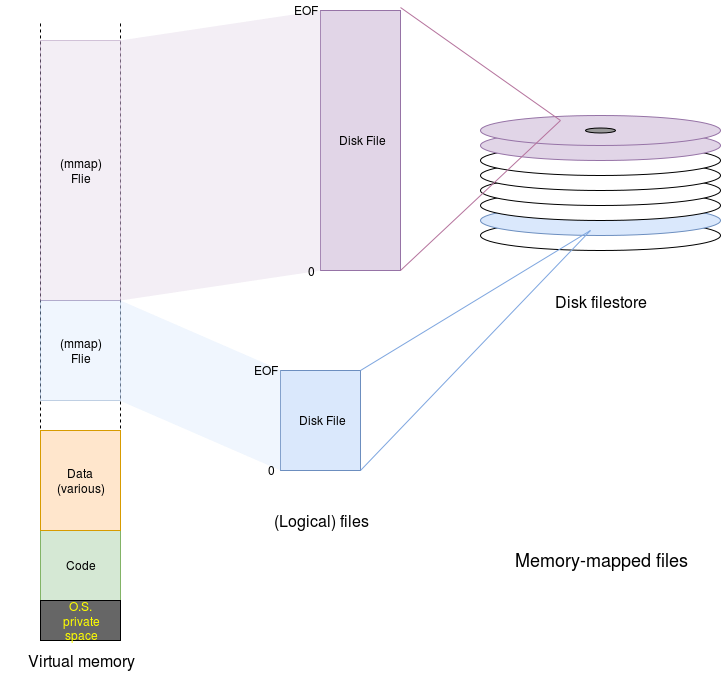 EOF
Disk File
(mmap)
Flie
0
Disk filestore
(mmap)
Flie
EOF
Disk File
0
Data
(various)
(Logical) files
Code
Memory-mapped files
O.S.
private
space
Virtual memory